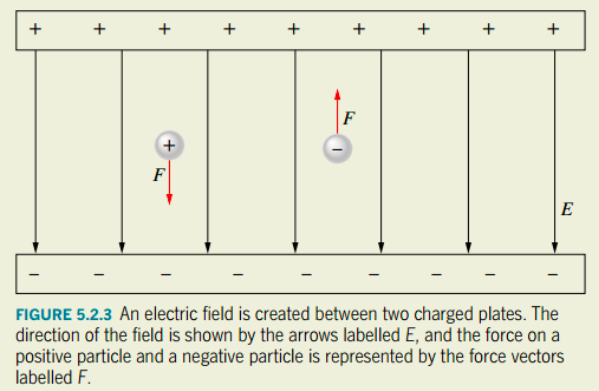 + + + + + + + + +
F
+
–
F
E
– – – – – – – – –
FIGURE 5.2.3 An electric field is created between two charged plates. The
direction of the field is shown by the arrows labelled E, and the force on a
positive particle and a negative particle is represented by the force vectors
labelled F.